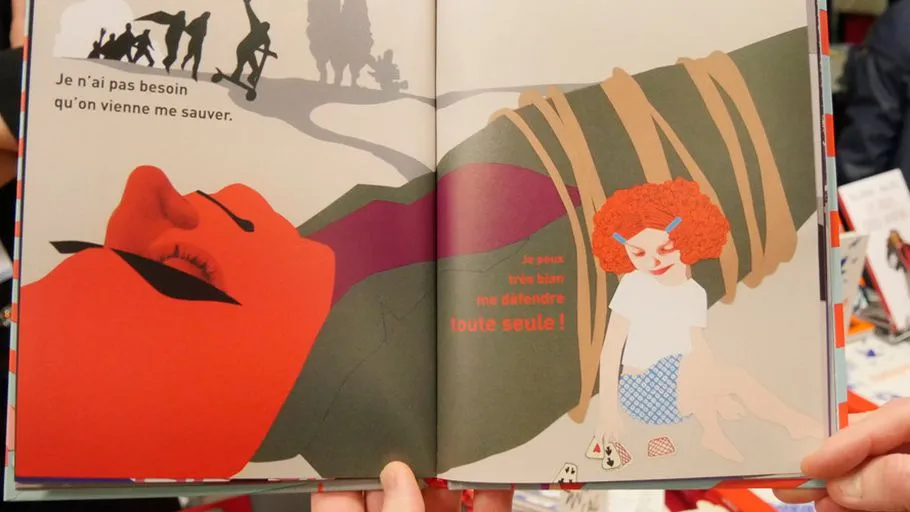 Je n'ai pas besoin
qu'on vienne me sauver.
Je peux
très bien
me défendre
toute seule !